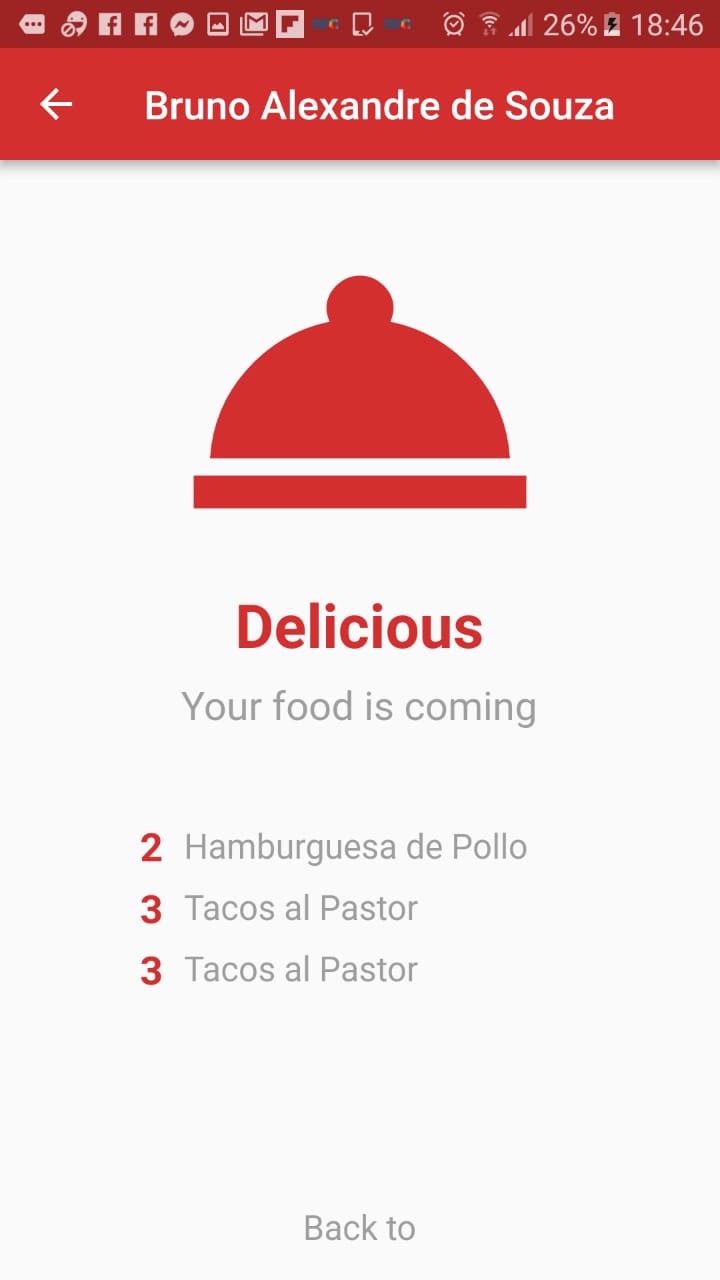 26% 18:46
Bruno Alexandre de Souza
Delicious
Your food is coming
2 Hamburguesa de Pollo
3 Tacos al Pastor
3 Tacos al Pastor
Back to